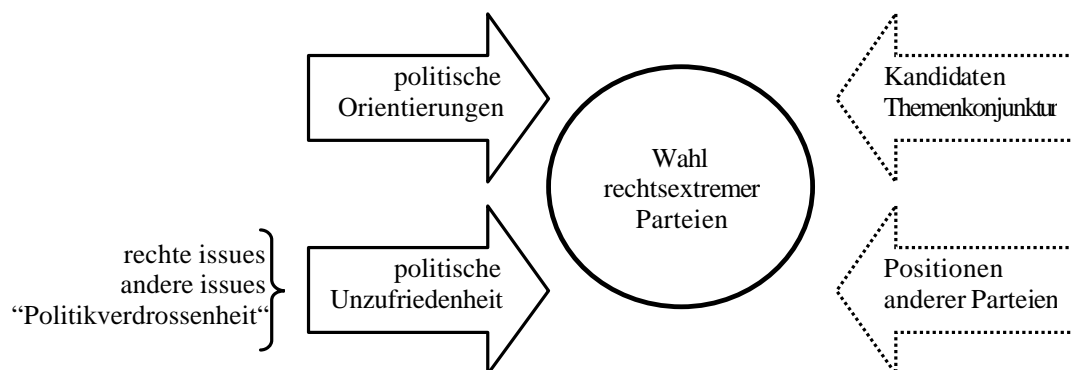 politische
Orientierungen
Kandidaten
Themenkonjunktur
Wahl
rechtsextremer
Parteien
rechte issues
andere issues
“Politikverdrossenheit“
politische
Unzufriedenheit
Positionen
anderer Parteien